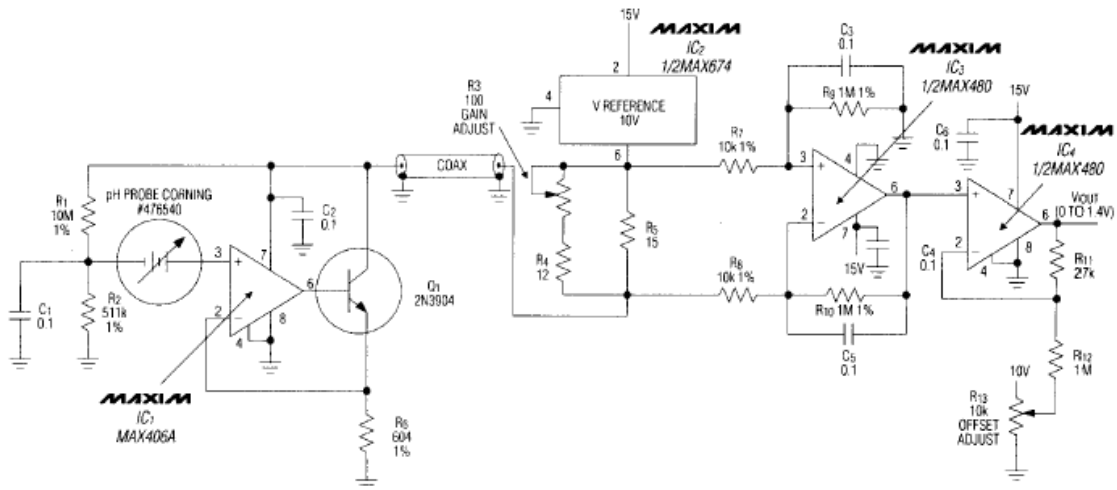 R1
10M
1%
pH PROBE CORNING
#476540
C1
0.1
R2
511k
1%
3
+
2
−
7
6
8
4
C2
0.1
Q1
2N3904
MAXIM
IC1
MAX406A
R6
604
1%
COAX
R3
100
GAIN
ADJUST
15V
MAXIM
IC2
1/2MAX674
2
4
V REFERENCE
10V
6
R4
12
R5
15
R7
10k 1%
R8
10k 1%
C3
0.1
R9 1M 1%
MAXIM
IC3
1/2MAX480
3
+
2
−
4
7
6
15V
R10 1M 1%
C5
0.1
C6
0.1
15V
MAXIM
IC4
1/2MAX480
3
+
C4
0.1
2
−
7
6
8
4
VOUT
(0 TO 1.4V)
R11
27k
R12
1M
10V
R13
10k
OFFSET
ADJUST